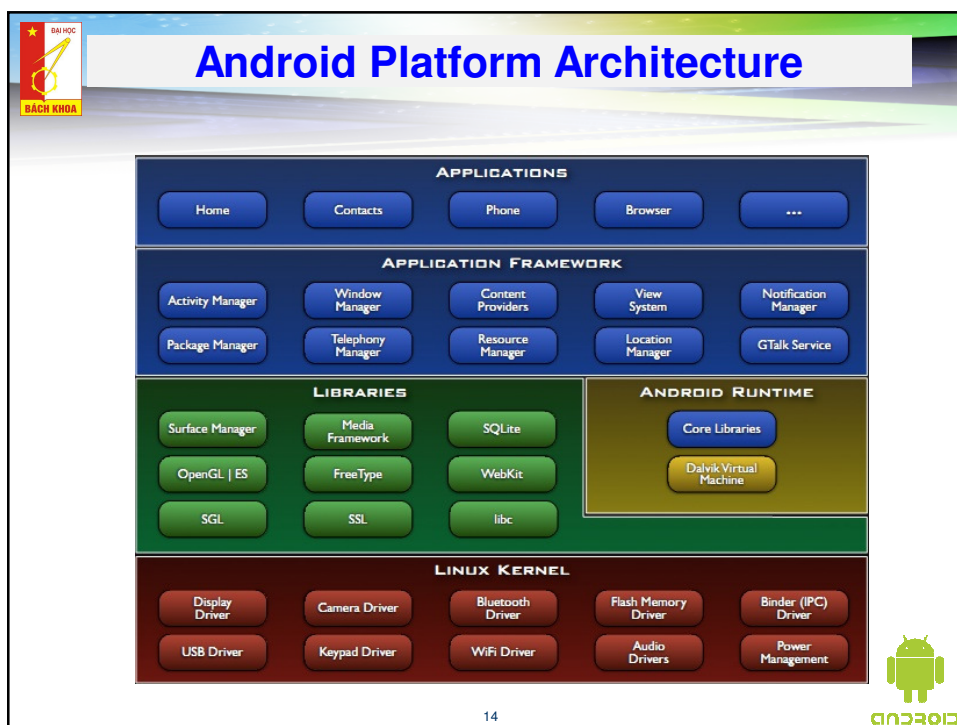 ĐẠI HỌC
BÁCH KHOA
Android Platform Architecture
APPLICATIONS
Home
Contacts
Phone
Browser
...
APPLICATION FRAMEWORK
Activity Manager
Window
Manager
Content
Providers
View
System
Notification
Manager
Package Manager
Telephony
Manager
Resource
Manager
Location
Manager
GTalk Service
LIBRARIES
Surface Manager
Media
Framework
SQLite
OpenGL | ES
FreeType
WebKit
SGL
SSL
libc
ANDROID RUNTIME
Core Libraries
Dalvik Virtual
Machine
LINUX KERNEL
Display
Driver
Camera Driver
Bluetooth
Driver
Flash Memory
Driver
Binder (IPC)
Driver
USB Driver
Keypad Driver
WiFi Driver
Audio
Drivers
Power
Management
14
ANDROID